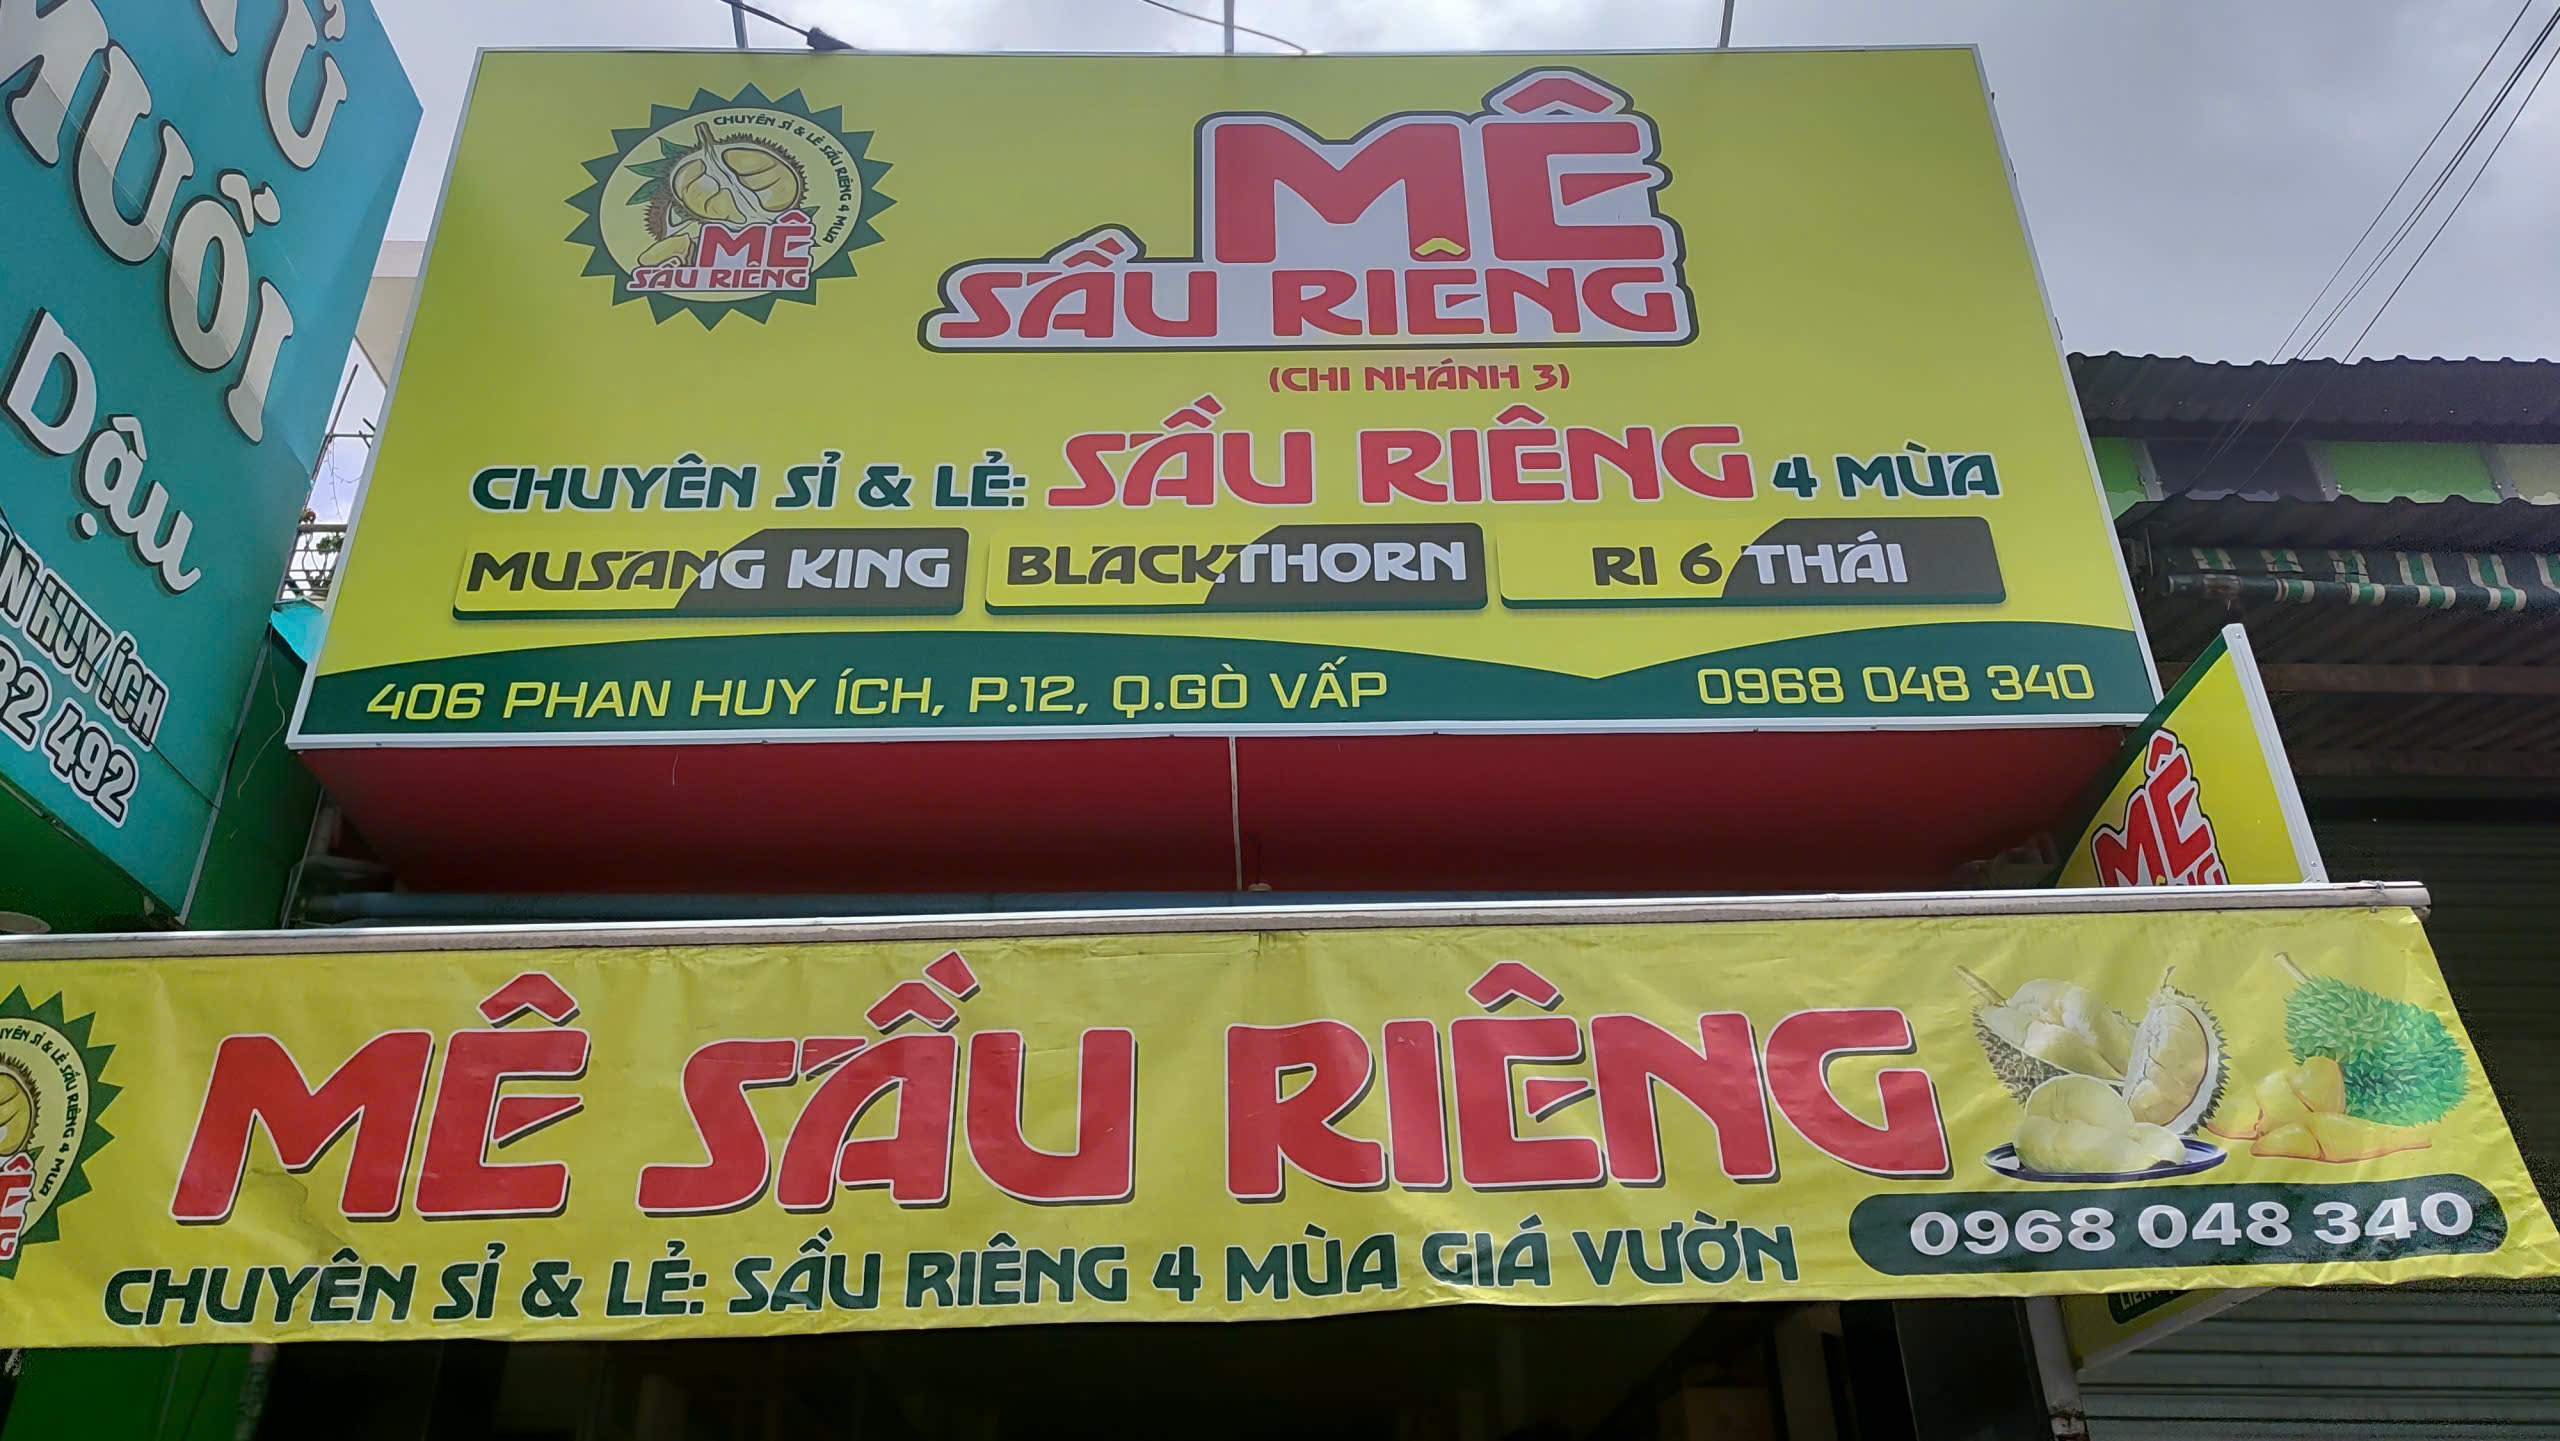 CHUYÊN SỈ & LẺ SẦU RIÊNG 4 MÙA
MÊ
SẦU RIÊNG
MÊ
SẦU RIÊNG
(CHI NHÁNH 3)
CHUYÊN SỈ & LẺ: SẦU RIÊNG 4 MÙA
MUSANG KING BLACKTHORN RI 6 THÁI
406 PHAN HUY ÍCH, P.12, Q.GÒ VẤP 0968 048 340
Dậu
HUY ÍCH
492
MÊ
MÊ SẦU RIÊNG
CHUYÊN SỈ & LẺ: SẦU RIÊNG 4 MÙA GIÁ VƯỜN
0968 048 340